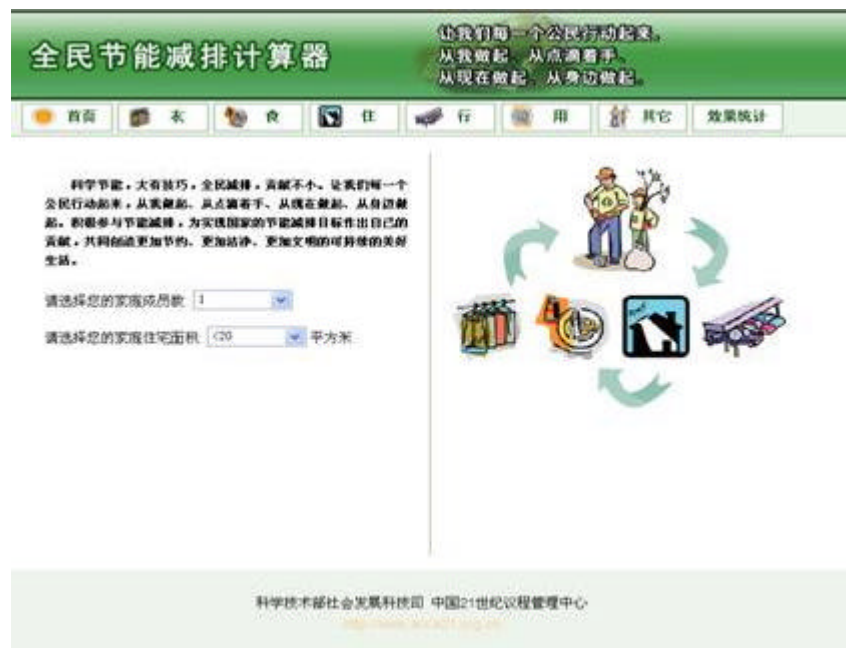 全民节能减排计算器
让我们每一个公民行动起来。
从我做起、从点滴着手、
从现在做起、从身边做起。
首页 衣 食 住 行 用 其它 效果统计
科学节能，大有技巧，全民减排，贡献不小。让我们每一个
公民行动起来，从我做起、从点滴着手、从现在做起、从身边做
起。积极参与节能减排，为实现国家的节能减排目标作出自己的
贡献，共同创造更加节约、更加洁净、更加文明的可持续的美好
生活。
请选择您的家庭成员数 1
请选择您的家庭住宅面积 <20 平方米
科学技术部社会发展科技司 中国21世纪议程管理中心